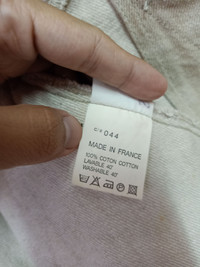 044
MADE IN FRANCE
100% COTON COTTON
LAVABLE 40°
WASHABLE 40°